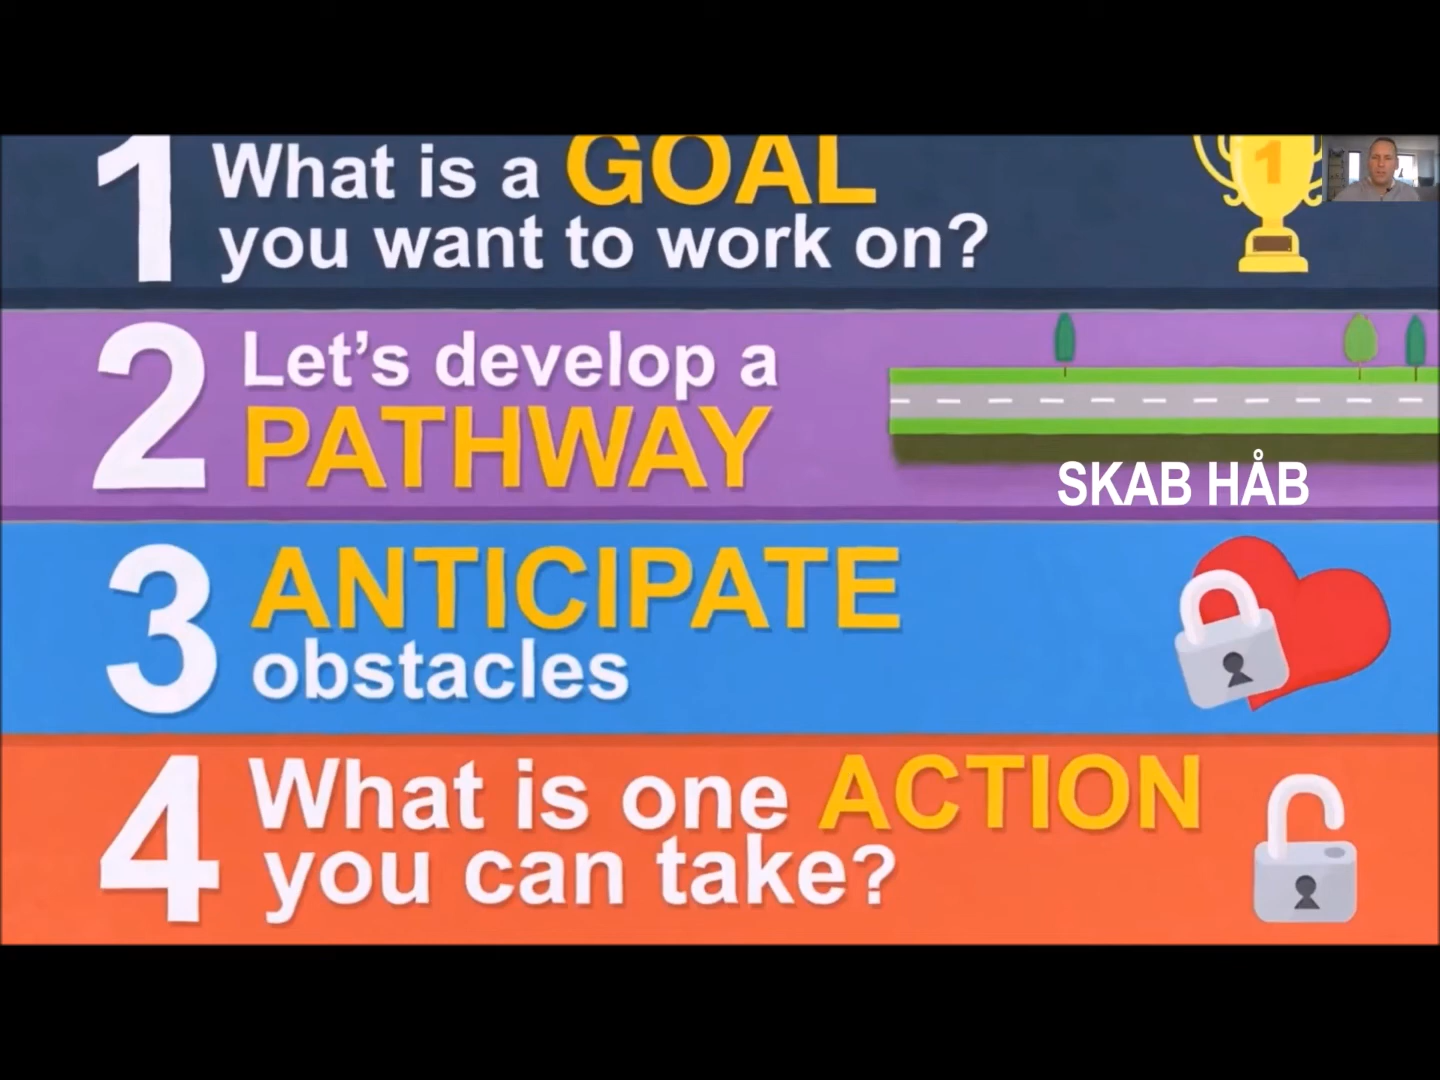 1 What is a GOAL
you want to work on?
2 Let's develop a
PATHWAY
SKAB HÅB
3 ANTICIPATE
obstacles
4 What is one ACTION
you can take?
1